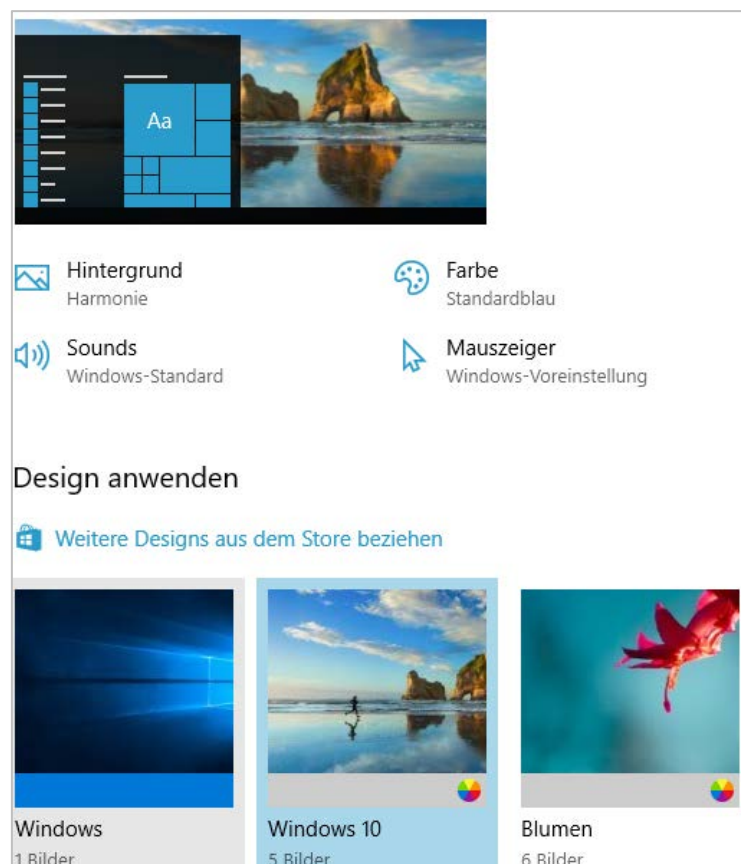 Aa
Hintergrund
Harmonie
Farbe
Standardblau
Sounds
Windows-Standard
Mauszeiger
Windows-Voreinstellung
Design anwenden
Weitere Designs aus dem Store beziehen
Windows
1 Bilder
Windows 10
5 Bilder
Blumen
6 Bilder